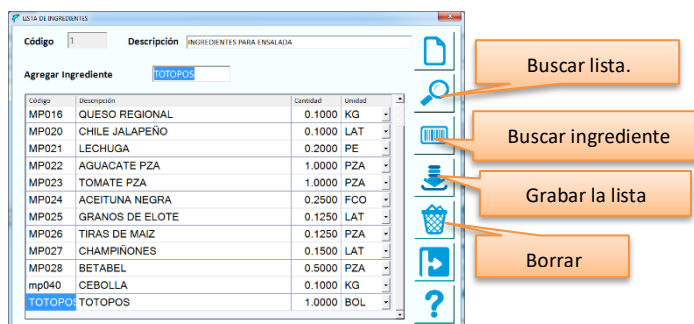 LISTA DE INGREDIENTES
Código 1 Descripción INGREDIENTES PARA ENSALADA
Agregar Ingrediente TOTOPOS
Código Descripción Cantidad Unidad
MP016 QUESO REGIONAL 0.1000 KG
MP020 CHILE JALAPEÑO 0.1000 LAT
MP021 LECHUGA 0.2000 PE
MP022 AGUACATE PZA 1.0000 PZA
MP023 TOMATE PZA 1.0000 PZA
MP024 ACEITUNA NEGRA 0.2500 FCO
MP025 GRANOS DE ELOTE 0.1250 LAT
MP026 TIRAS DE MAIZ 0.1250 PZA
MP027 CHAMPIÑONES 0.1500 LAT
MP028 BETABEL 0.5000 PZA
mp040 CEBOLLA 0.1000 KG
TOTOPOS TOTOPOS 1.0000 BOL
Buscar lista.
Buscar ingrediente
Grabar la lista
Borrar
?